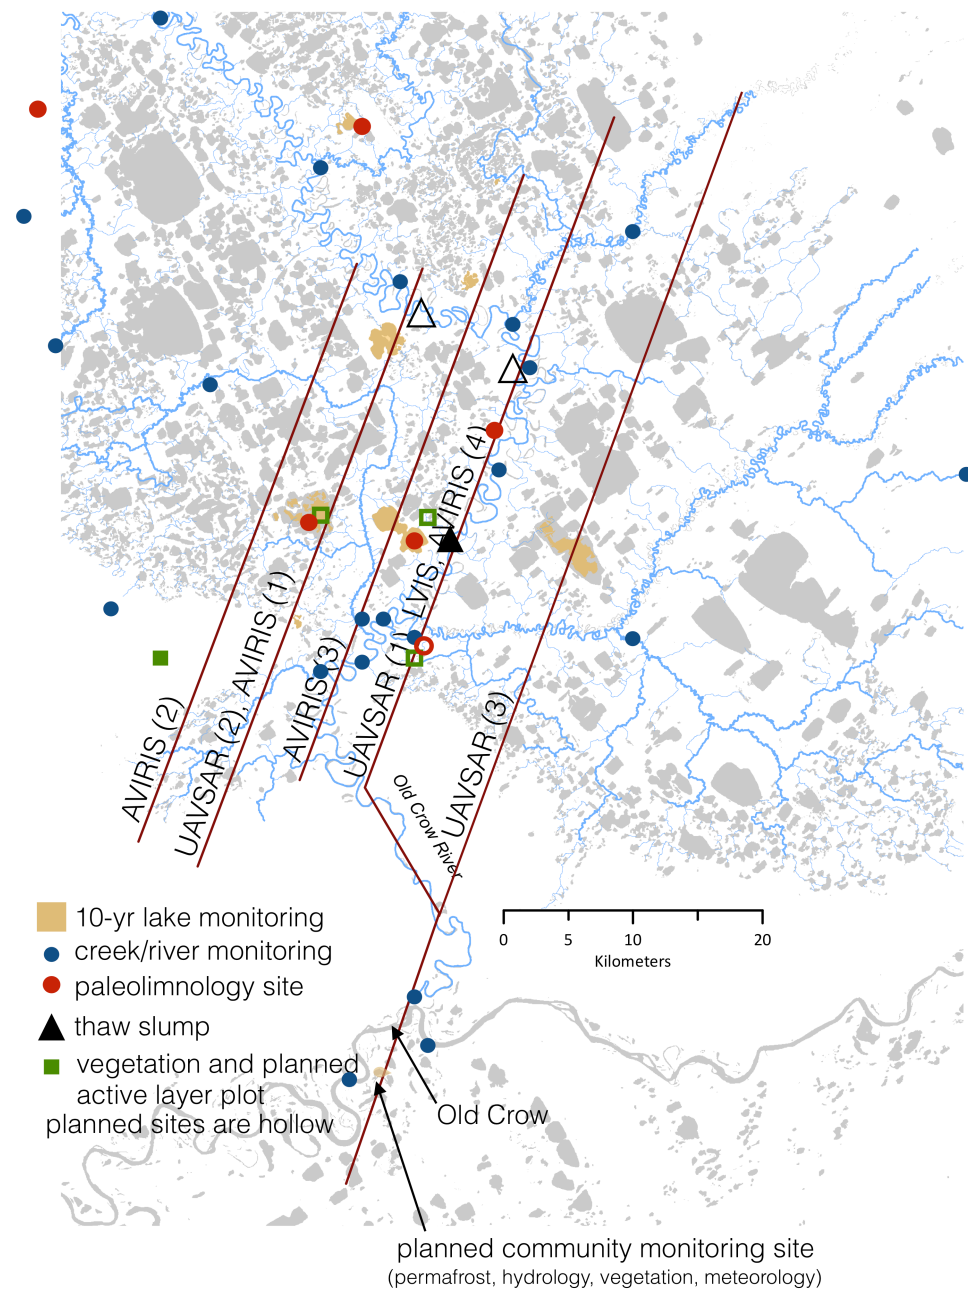 AVIRIS (2)
UAVSAR (2), AVIRIS (1)
AVIRIS (3)
UAVSAR (1) LVIS, AVIRIS (4)
UAVSAR (3)
Old Crow River
10-yr lake monitoring
creek/river monitoring
paleolimnology site
thaw slump
vegetation and planned
active layer plot
planned sites are hollow
0 5 10 20
Kilometers
Old Crow
planned community monitoring site
(permafrost, hydrology, vegetation, meteorology)